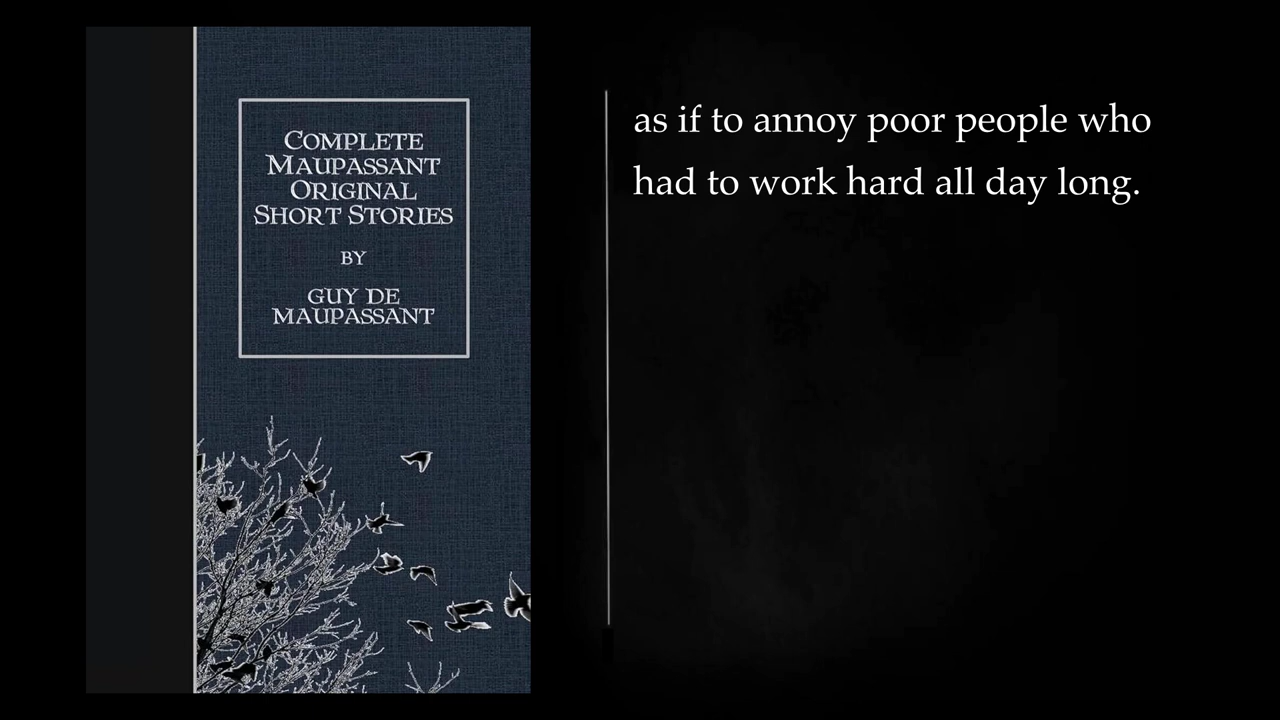 COMPLETE
MAUPASSANT
ORIGINAL
SHORT STORIES
BY
GUY DE
MAUPASSANT
as if to annoy poor people who
had to work hard all day long.